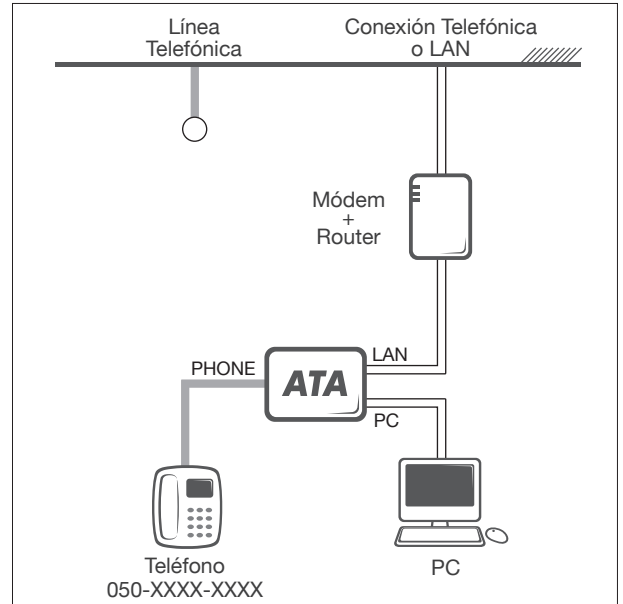 Línea
Telefónica
Conexión Telefónica
o LAN
Módem
+
Router
LAN
PHONE
ATA
PC
Teléfono
050-XXXX-XXXX
PC